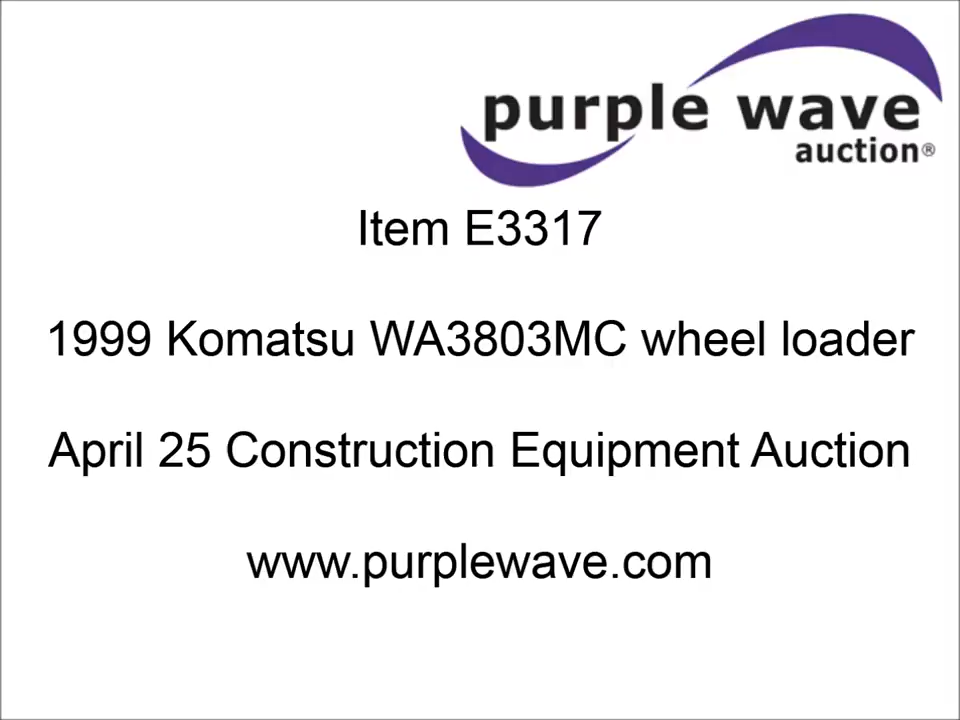 purple wave
auction®
Item E3317
1999 Komatsu WA3803MC wheel loader
April 25 Construction Equipment Auction
www.purplewave.com